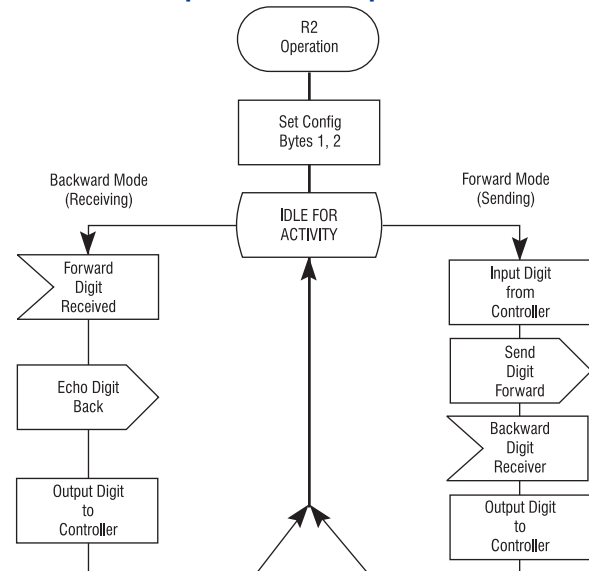 R2
Operation
Set Config
Bytes 1, 2
Backward Mode
(Receiving)
Forward Mode
(Sending)
IDLE FOR
ACTIVITY
Forward
Digit
Received
Echo Digit
Back
Output Digit
to
Controller
Input Digit
from
Controller
Send
Digit
Forward
Backward
Digit
Receiver
Output Digit
to
Controller